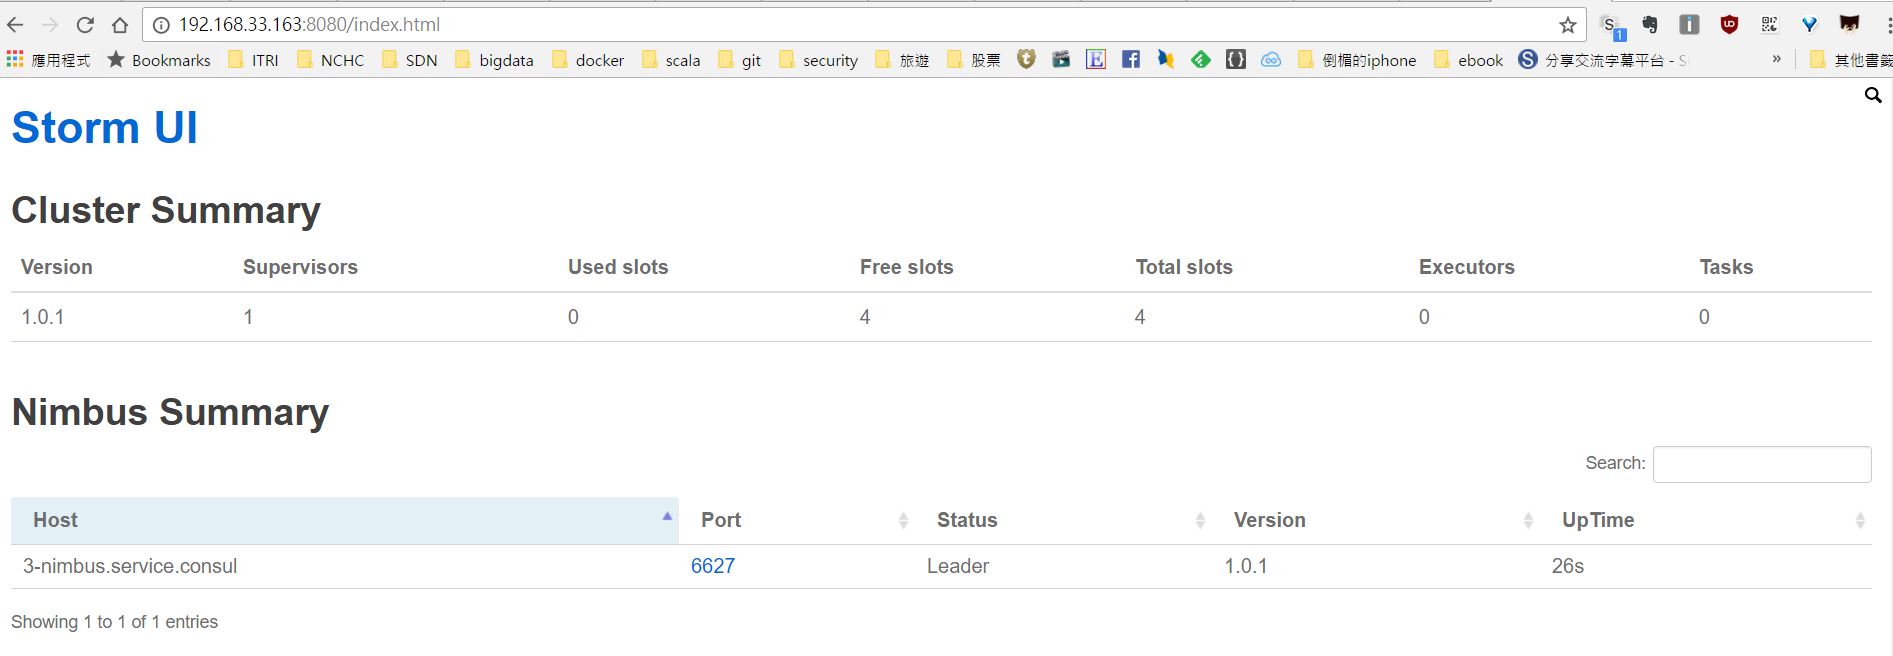 192.168.33.163:8080/index.html
S 1 i UD Y
應用程式 Bookmarks ITRI NCHC SDN bigdata docker scala git security 旅遊 股票 E f {} 倒楣的iphone ebook S 分享交流字幕平台 - S » 其他書籤
Storm UI
Cluster Summary
Version Supervisors Used slots Free slots Total slots Executors Tasks
1.0.1 1 0 4 4 0 0
Nimbus Summary
Search:
Host Port Status Version UpTime
3-nimbus.service.consul 6627 Leader 1.0.1 26s
Showing 1 to 1 of 1 entries